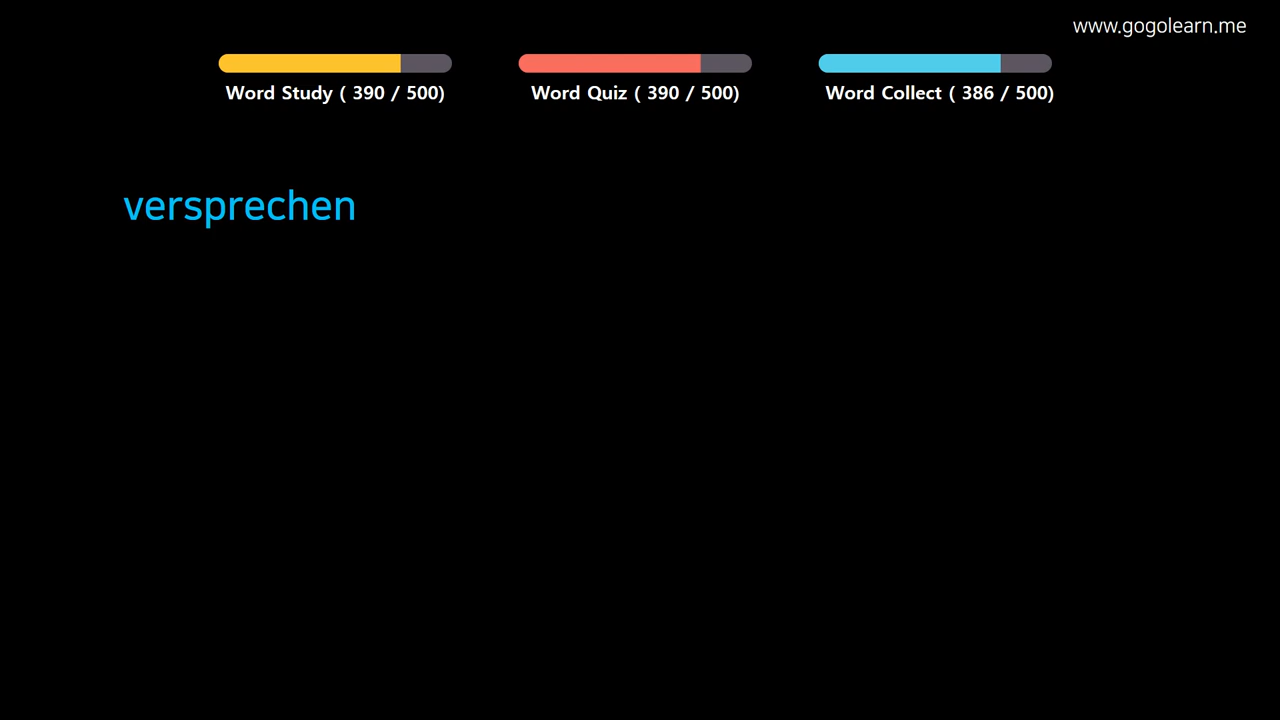 www.gogolearn.me
Word Study ( 390 / 500)
Word Quiz ( 390 / 500)
Word Collect ( 386 / 500)
versprechen